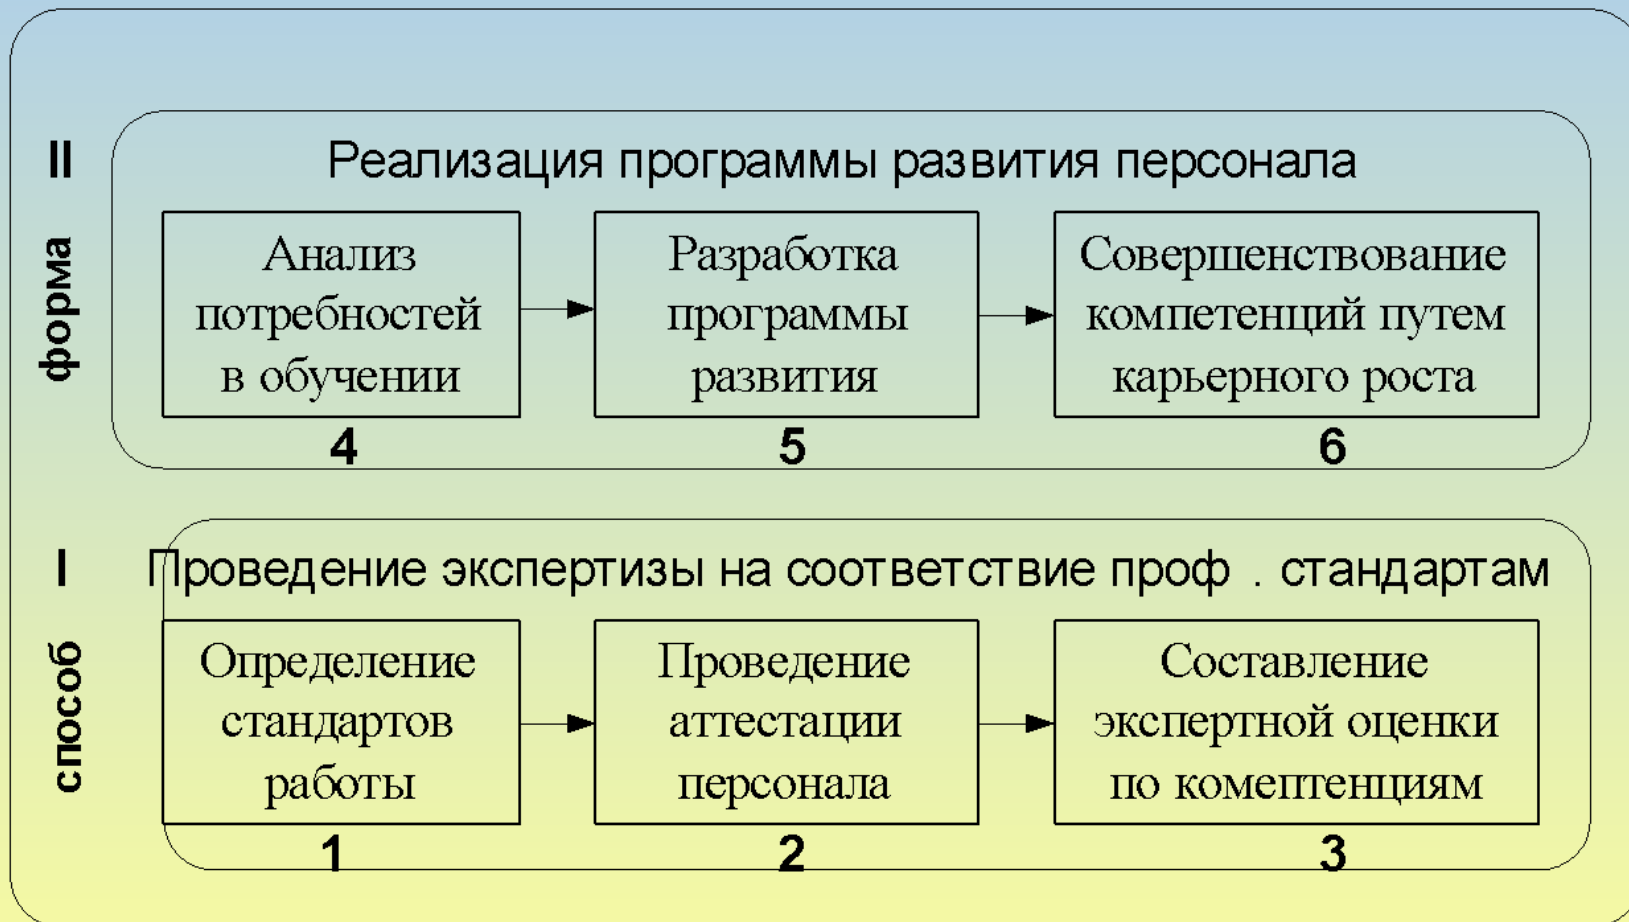 II
Реализация программы развития персонала
форма
Анализ
потребностей
в обучении
4
Разработка
программы
развития
5
Совершенствование
компетенций путем
карьерного роста
6
I
Проведение экспертизы на соответствие проф . стандартам
способ
Определение
стандартов
работы
1
Проведение
аттестации
персонала
2
Составление
экспертной оценки
по комептенциям
3